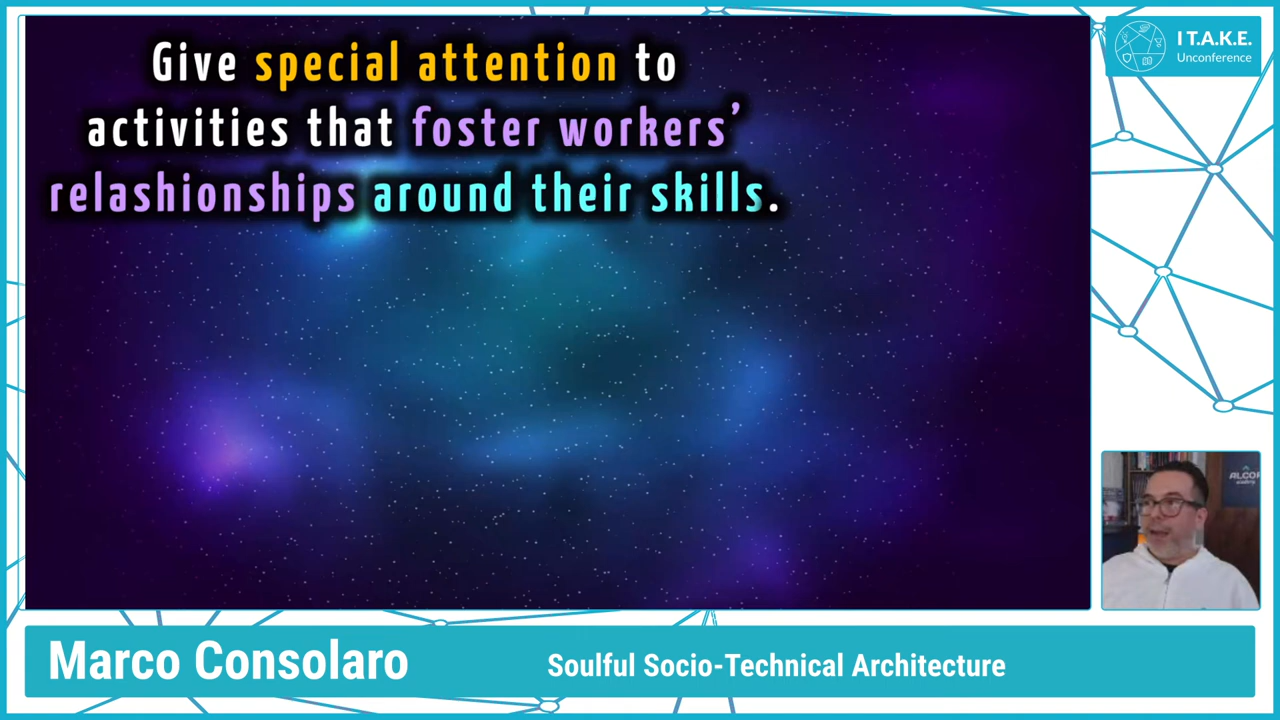 Give special attention to
activities that foster workers’
relashionships around their skills.
I T.A.K.E.
Unconference
ALCOR
Marco Consolaro
Soulful Socio-Technical Architecture